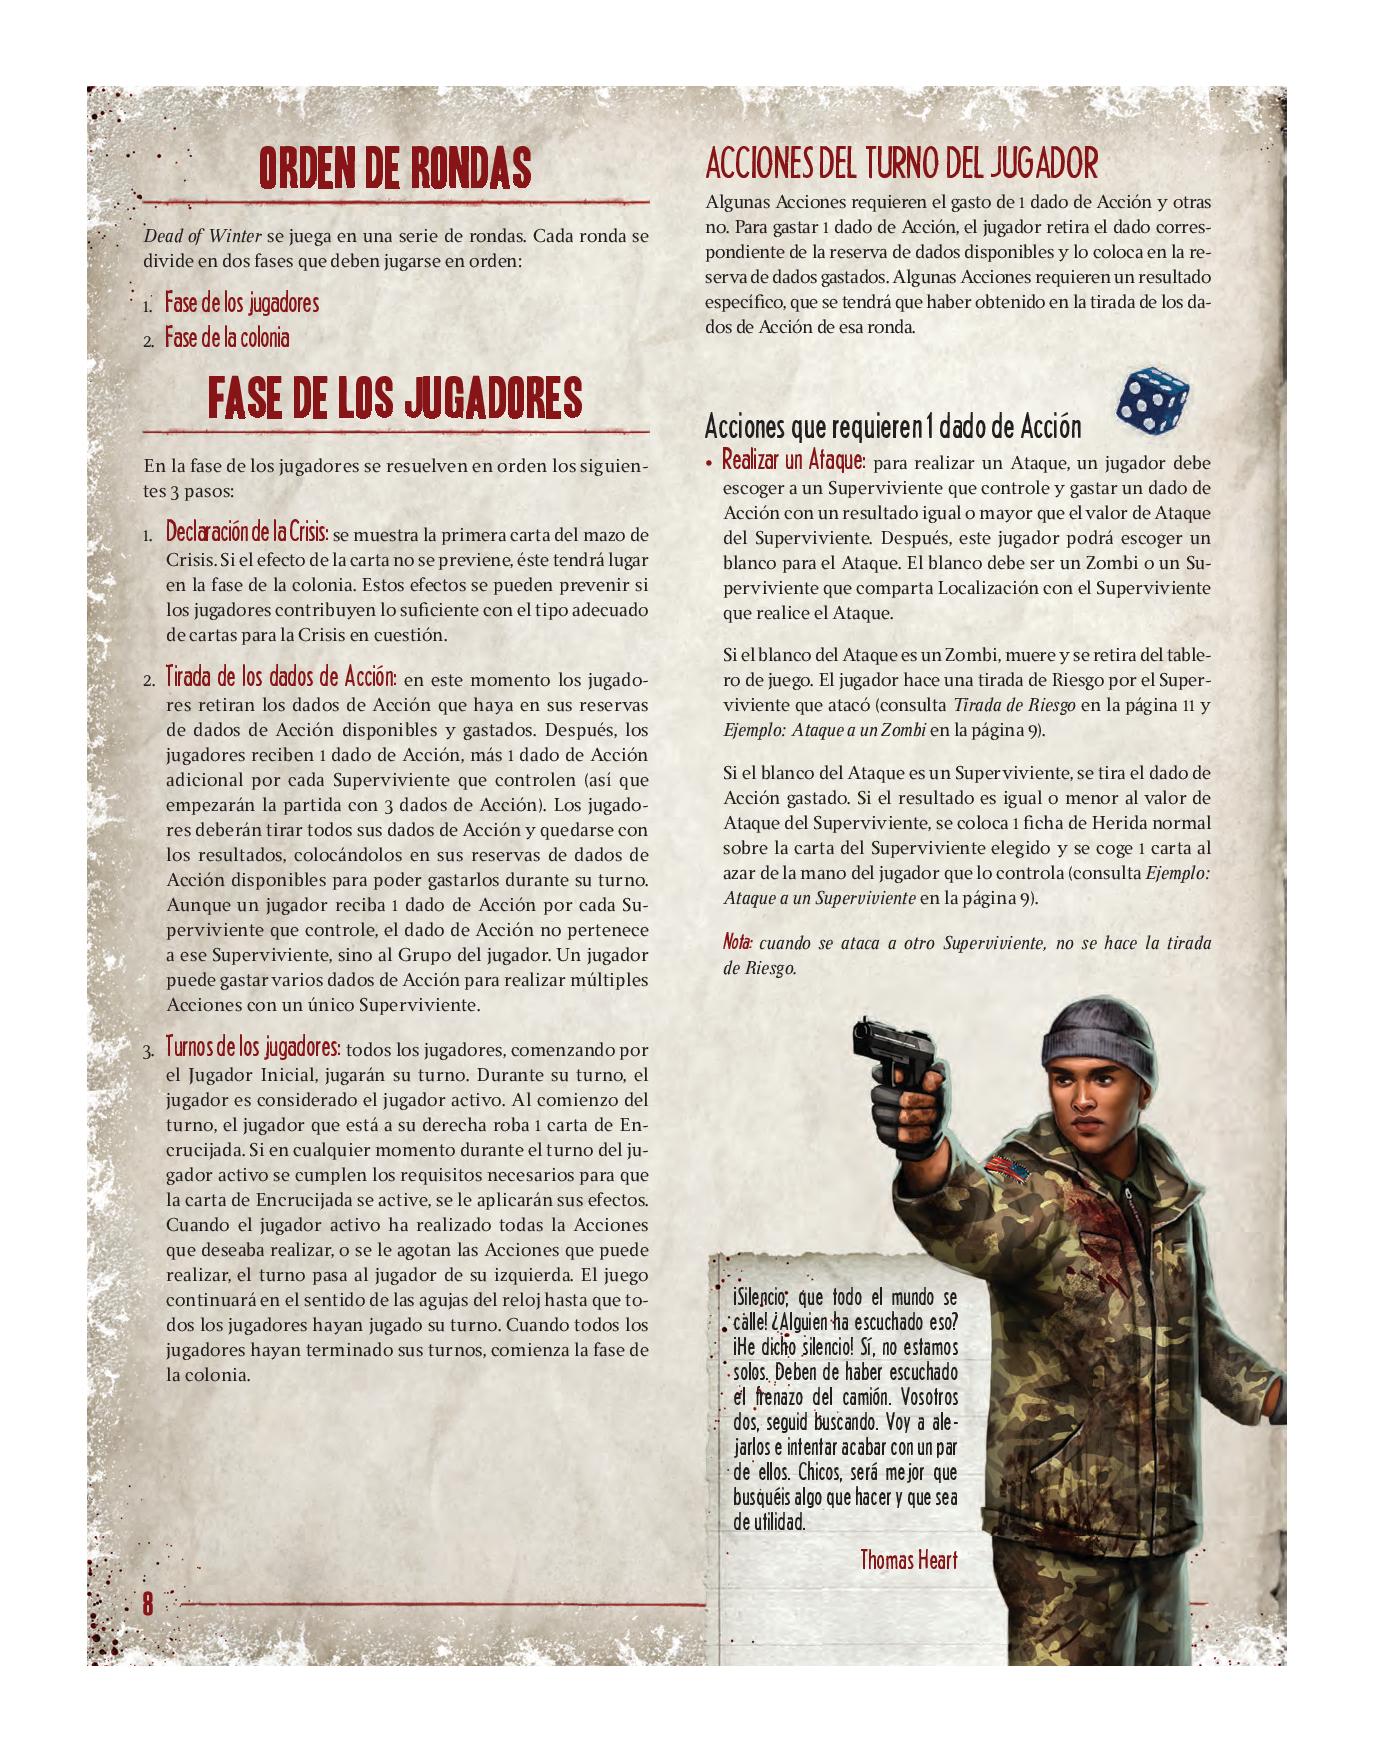 ORDEN DE RONDAS
Dead of Winter se juega en una serie de rondas. Cada ronda se
divide en dos fases que deben jugarse en orden:
1. Fase de los jugadores
2. Fase de la colonia
FASE DE LOS JUGADORES
En la fase de los jugadores se resuelven en orden los siguien-
tes 3 pasos:
1. Declaración de la Crisis: se muestra la primera carta del mazo de
Crisis. Si el efecto de la carta no se previene, éste tendrá lugar
en la fase de la colonia. Estos efectos se pueden prevenir si
los jugadores contribuyen lo suficiente con el tipo adecuado
de cartas para la Crisis en cuestión.
2. Tirada de los dados de Acción: en este momento los jugado-
res retiran los dados de Acción que haya en sus reservas
de dados de Acción disponibles y gastados. Después, los
jugadores reciben 1 dado de Acción, más 1 dado de Acción
adicional por cada Superviviente que controlen (así que
empezarán la partida con 3 dados de Acción). Los jugado-
res deberán tirar todos sus dados de Acción y quedarse con
los resultados, colocándolos en sus reservas de dados de
Acción disponibles para poder gastarlos durante su turno.
Aunque un jugador reciba 1 dado de Acción por cada Su-
perviviente que controle, el dado de Acción no pertenece
a ese Superviviente, sino al Grupo del jugador. Un jugador
puede gastar varios dados de Acción para realizar múltiples
Acciones con un único Superviviente.
3. Turnos de los jugadores: todos los jugadores, comenzando por
el Jugador Inicial, jugarán su turno. Durante su turno, el
jugador es considerado el jugador activo. Al comienzo del
turno, el jugador que está a su derecha roba 1 carta de En-
crucijada. Si en cualquier momento durante el turno del ju-
gador activo se cumplen los requisitos necesarios para que
la carta de Encrucijada se active, se le aplicarán sus efectos.
Cuando el jugador activo ha realizado todas la Acciones
que deseaba realizar, o se le agotan las Acciones que puede
realizar, el turno pasa al jugador de su izquierda. El juego
continuará en el sentido de las agujas del reloj hasta que to-
dos los jugadores hayan jugado su turno. Cuando todos los
jugadores hayan terminado sus turnos, comienza la fase de
la colonia.
8
ACCIONES DEL TURNO DEL JUGADOR
Algunas Acciones requieren el gasto de 1 dado de Acción y otras
no. Para gastar 1 dado de Acción, el jugador retira el dado corres-
pondiente de la reserva de dados disponibles y lo coloca en la re-
serva de dados gastados. Algunas Acciones requieren un resultado
específico, que se tendrá que haber obtenido en la tirada de los da-
dos de Acción de esa ronda.
Acciones que requieren 1 dado de Acción
• Realizar un Ataque: para realizar un Ataque, un jugador debe
escoger a un Superviviente que controle y gastar un dado de
Acción con un resultado igual o mayor que el valor de Ataque
del Superviviente. Después, este jugador podrá escoger un
blanco para el Ataque. El blanco debe ser un Zombi o un Su-
perviviente que comparta Localización con el Superviviente
que realice el Ataque.
Si el blanco del Ataque es un Zombi, muere y se retira del table-
ro de juego. El jugador hace una tirada de Riesgo por el Super-
viviente que atacó (consulta Tirada de Riesgo en la página 11 y
Ejemplo: Ataque a un Zombi en la página 9).
Si el blanco del Ataque es un Superviviente, se tira el dado de
Acción gastado. Si el resultado es igual o menor al valor de
Ataque del Superviviente, se coloca 1 ficha de Herida normal
sobre la carta del Superviviente elegido y se coge 1 carta al
azar de la mano del jugador que lo controla (consulta Ejemplo:
Ataque a un Superviviente en la página 9).
Nota: cuando se ataca a otro Superviviente, no se hace la tirada
de Riesgo.
¡Silencio, que todo el mundo se
calle! ¿Alguien ha escuchado eso?
¡He dicho silencio! Sí, no estamos
solos. Deben de haber escuchado
el frenazo del camión. Vosotros
dos, seguid buscando. Voy a ale-
jarlos e intentar acabar con un par
de ellos. Chicos, será mejor que
busquéis algo que hacer y que sea
de utilidad.
Thomas Heart